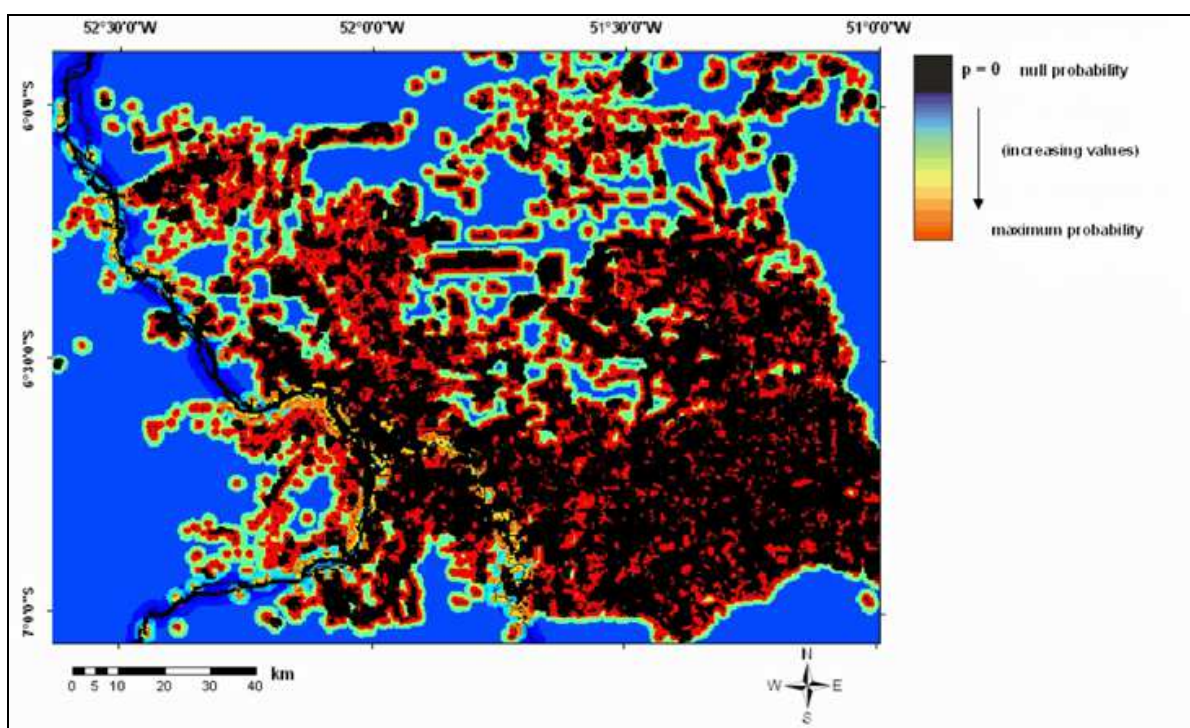 52°30'0"W 52°0'0"W 51°30'0"W 51°0'0"W
6°0'0"S
6°30'0"S
7°0'0"S
p = 0 null probability
(increasing values)
maximum probability
0 5 10 20 30 40 km
N
W E
S